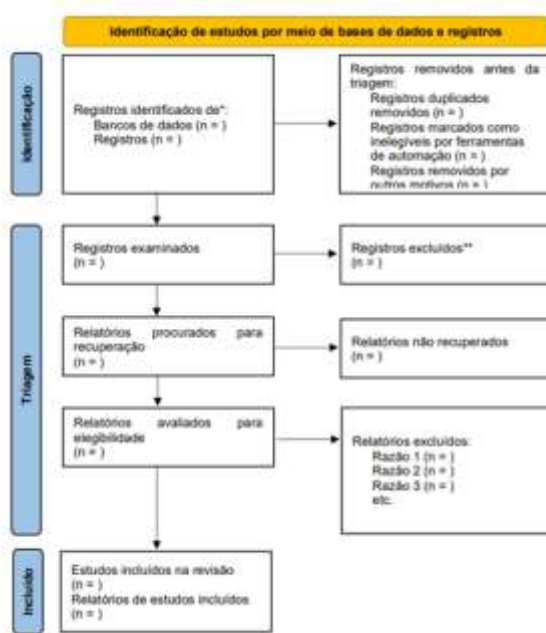 Identificação de estudos por meio de bases de dados e registros
Identificação
Registros identificados de*:
Bancos de dados (n = )
Registros (n = )
Registros removidos antes da
triagem:
Registros duplicados
removidos (n = )
Registros marcados como
inelegíveis por ferramentas
de automação (n = )
Registros removidos por
outros motivos (n = )
Triagem
Registros examinados
(n = )
Registros excluídos**
(n = )
Relatórios procurados para
recuperação
(n = )
Relatórios não recuperados
(n = )
Relatórios avaliados para
elegibilidade
(n = )
Relatórios excluídos:
Razão 1 (n = )
Razão 2 (n = )
Razão 3 (n = )
etc.
Incluído
Estudos incluídos na revisão
(n = )
Relatórios de estudos incluídos
(n = )